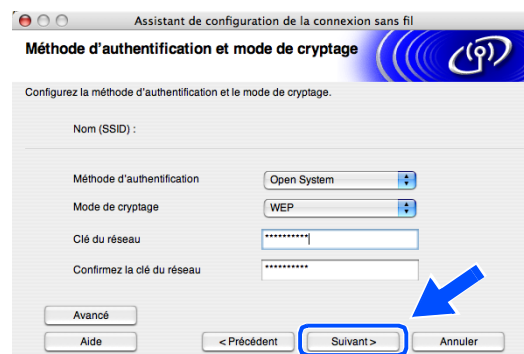 Assistant de configuration de la connexion sans fil
Méthode d'authentification et mode de cryptage
Configurez la méthode d'authentification et le mode de cryptage.
Nom (SSID) :
Méthode d'authentification Open System
Mode de cryptage WEP
Clé du réseau **********
Confirmez la clé du réseau **********
Avancé
Aide < Précédent Suivant > Annuler